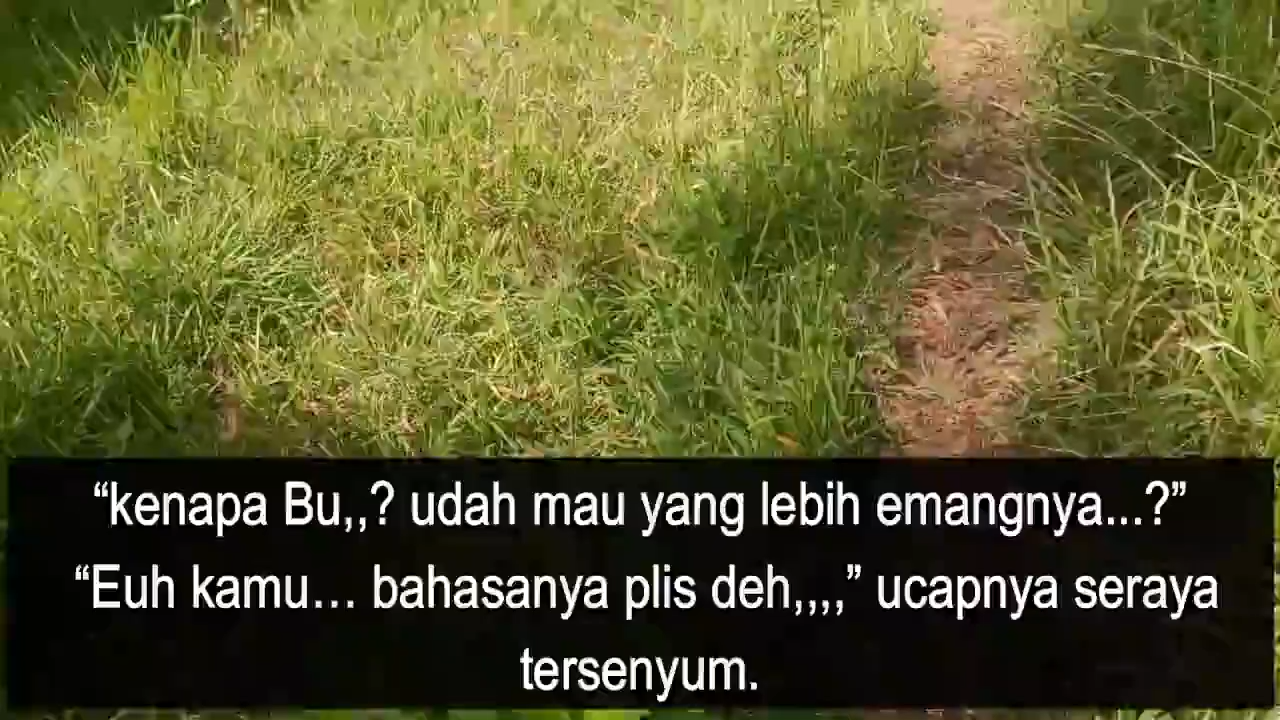 “kenapa Bu,,? udah mau yang lebih emangnya...?”
“Euh kamu… bahasanya plis deh,,,,” ucapnya seraya
tersenyum.